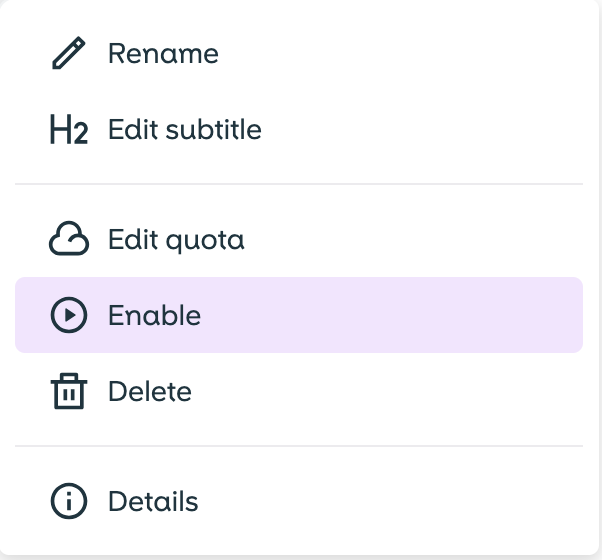 Rename
H2 Edit subtitle
Edit quota
Enable
Delete
Details